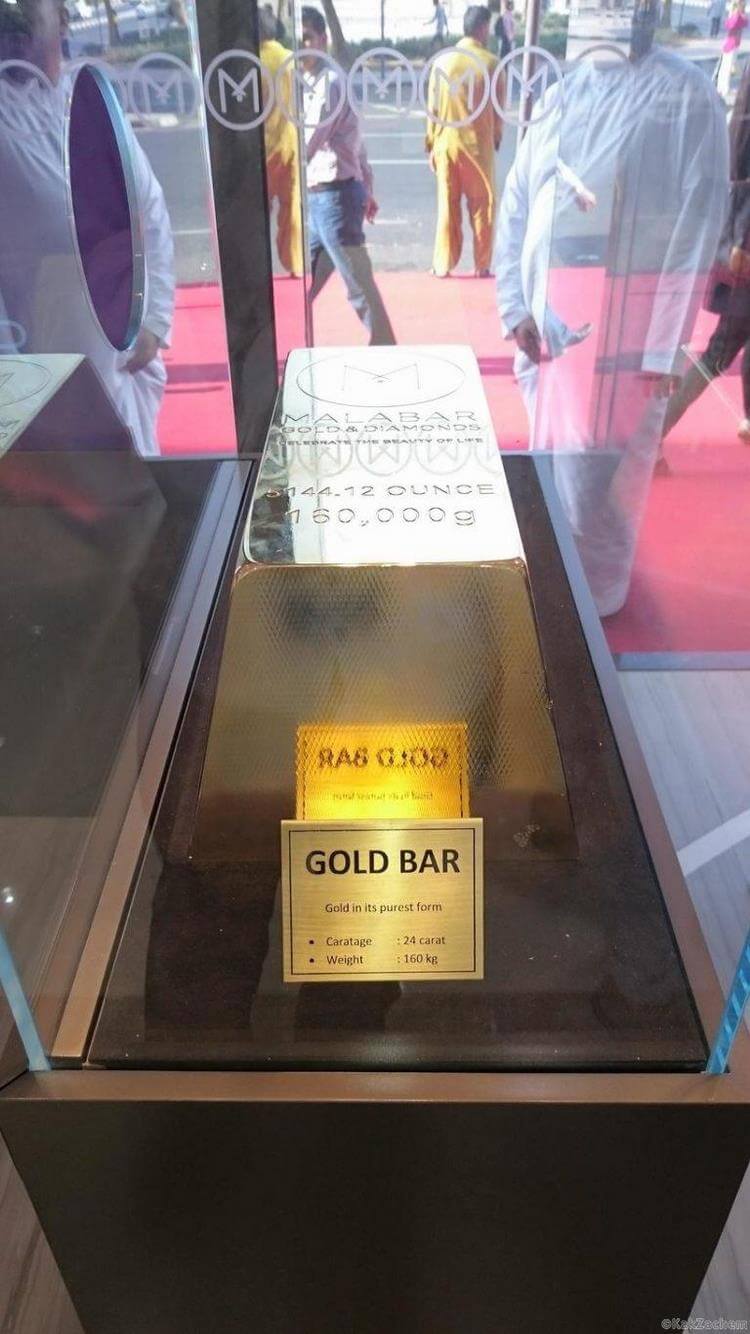 M M M M M M M
M
MALABAR
GOLD & DIAMONDS
CELEBRATE THE BEAUTY OF LIFE
5144.12 OUNCE
160,000g
GOLD BAR
Gold in its purest form
• Caratage : 24 carat
• Weight : 160 kg
©KakZachem